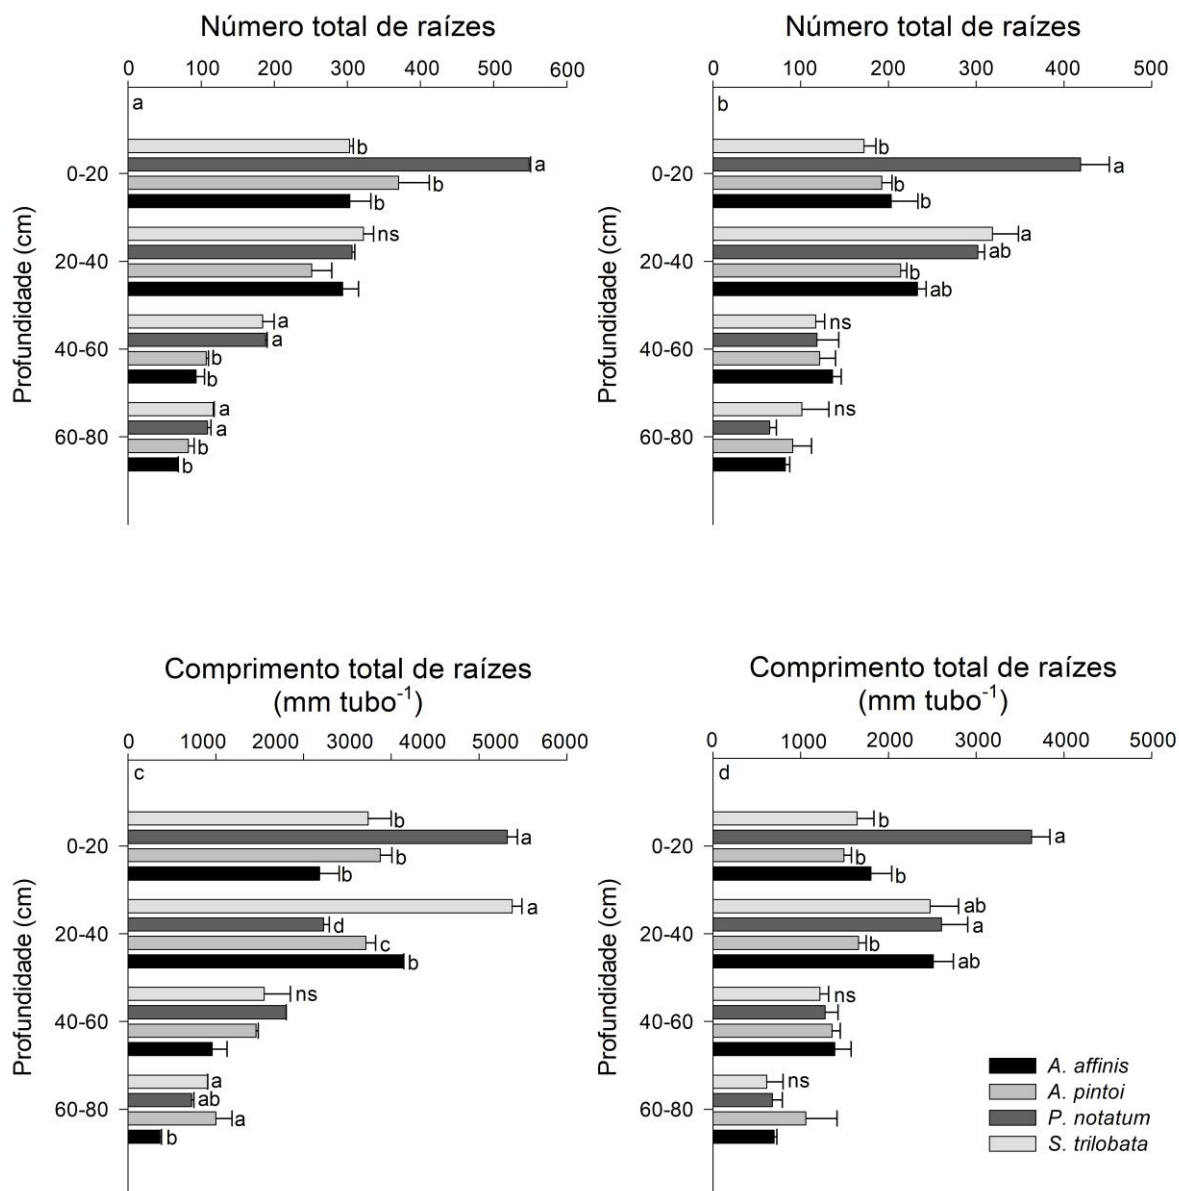 Número total de raízes
0 100 200 300 400 500 600
a
Profundidade (cm)
0-20
b
a
b
b
20-40
ns
40-60
a
a
b
b
60-80
a
a
b
b
Número total de raízes
0 100 200 300 400 500
b
Profundidade (cm)
0-20
b
a
b
b
20-40
a
ab
b
ab
40-60
ns
60-80
ns
Comprimento total de raízes
(mm tubo-1)
0 1000 2000 3000 4000 5000 6000
c
Profundidade (cm)
0-20
b
a
b
b
20-40
a
d
c
b
40-60
ns
60-80
a
ab
a
b
Comprimento total de raízes
(mm tubo-1)
0 1000 2000 3000 4000 5000
d
Profundidade (cm)
0-20
b
a
b
b
20-40
ab
a
b
ab
40-60
ns
60-80
ns
A. affinis
A. pintoi
P. notatum
S. trilobata